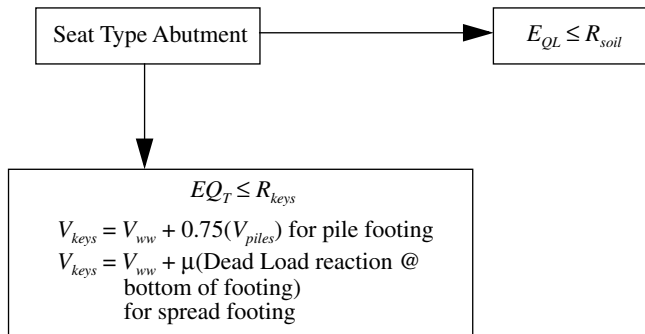 Seat Type Abutment
E_QL ≤ R_soil
EQ_T ≤ R_keys
V_keys = V_ww + 0.75(V_piles) for pile footing
V_keys = V_ww + μ(Dead Load reaction @
bottom of footing)
for spread footing